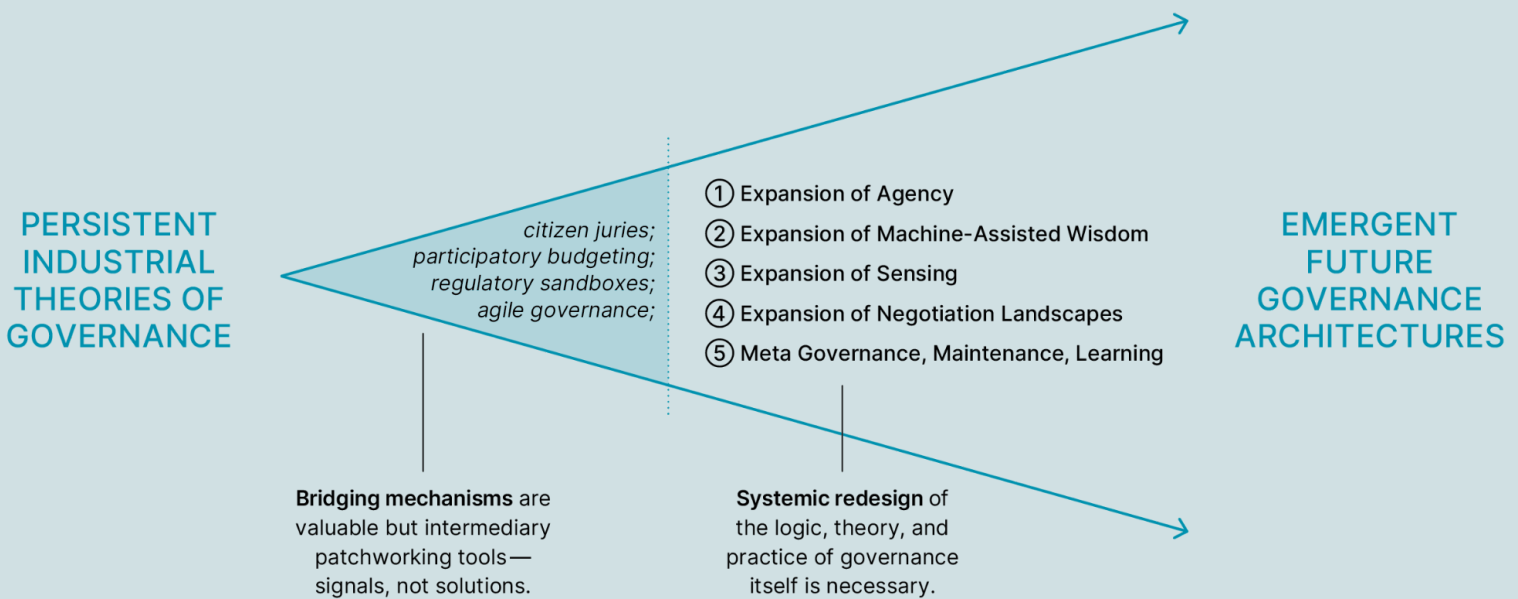 PERSISTENT
INDUSTRIAL
THEORIES OF
GOVERNANCE
citizen juries;
participatory budgeting;
regulatory sandboxes;
agile governance;
① Expansion of Agency
② Expansion of Machine-Assisted Wisdom
③ Expansion of Sensing
④ Expansion of Negotiation Landscapes
⑤ Meta Governance, Maintenance, Learning
EMERGENT
FUTURE
GOVERNANCE
ARCHITECTURES
Bridging mechanisms are
valuable but intermediary
patchworking tools—
signals, not solutions.
Systemic redesign of
the logic, theory, and
practice of governance
itself is necessary.